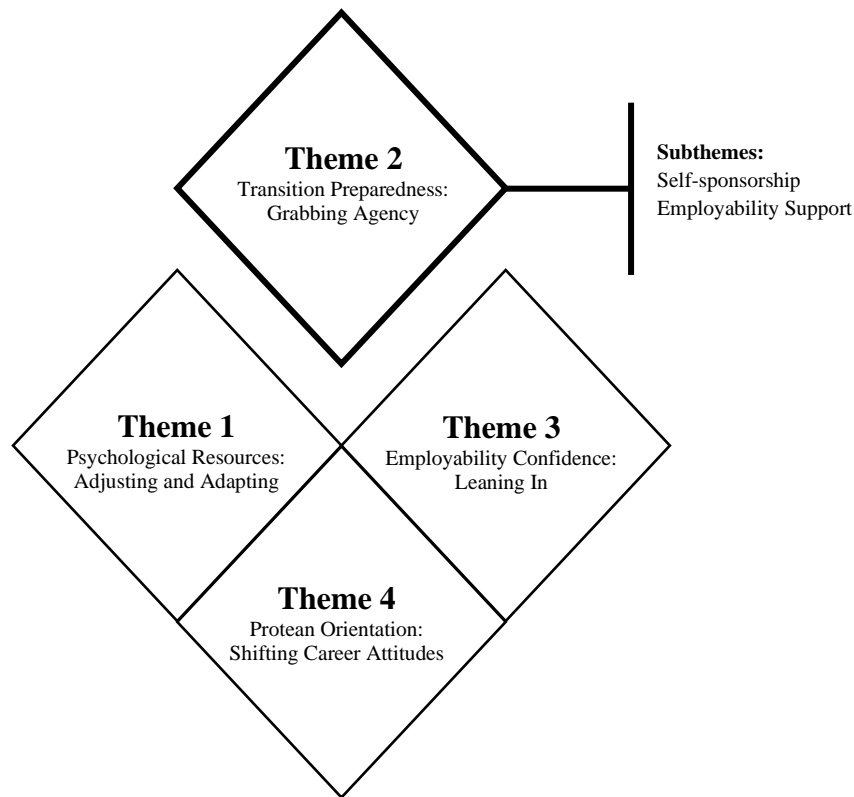 Theme 2
Transition Preparedness:
Grabbing Agency
Subthemes:
Self-sponsorship
Employability Support
Theme 1
Psychological Resources:
Adjusting and Adapting
Theme 3
Employability Confidence:
Leaning In
Theme 4
Protean Orientation:
Shifting Career Attitudes